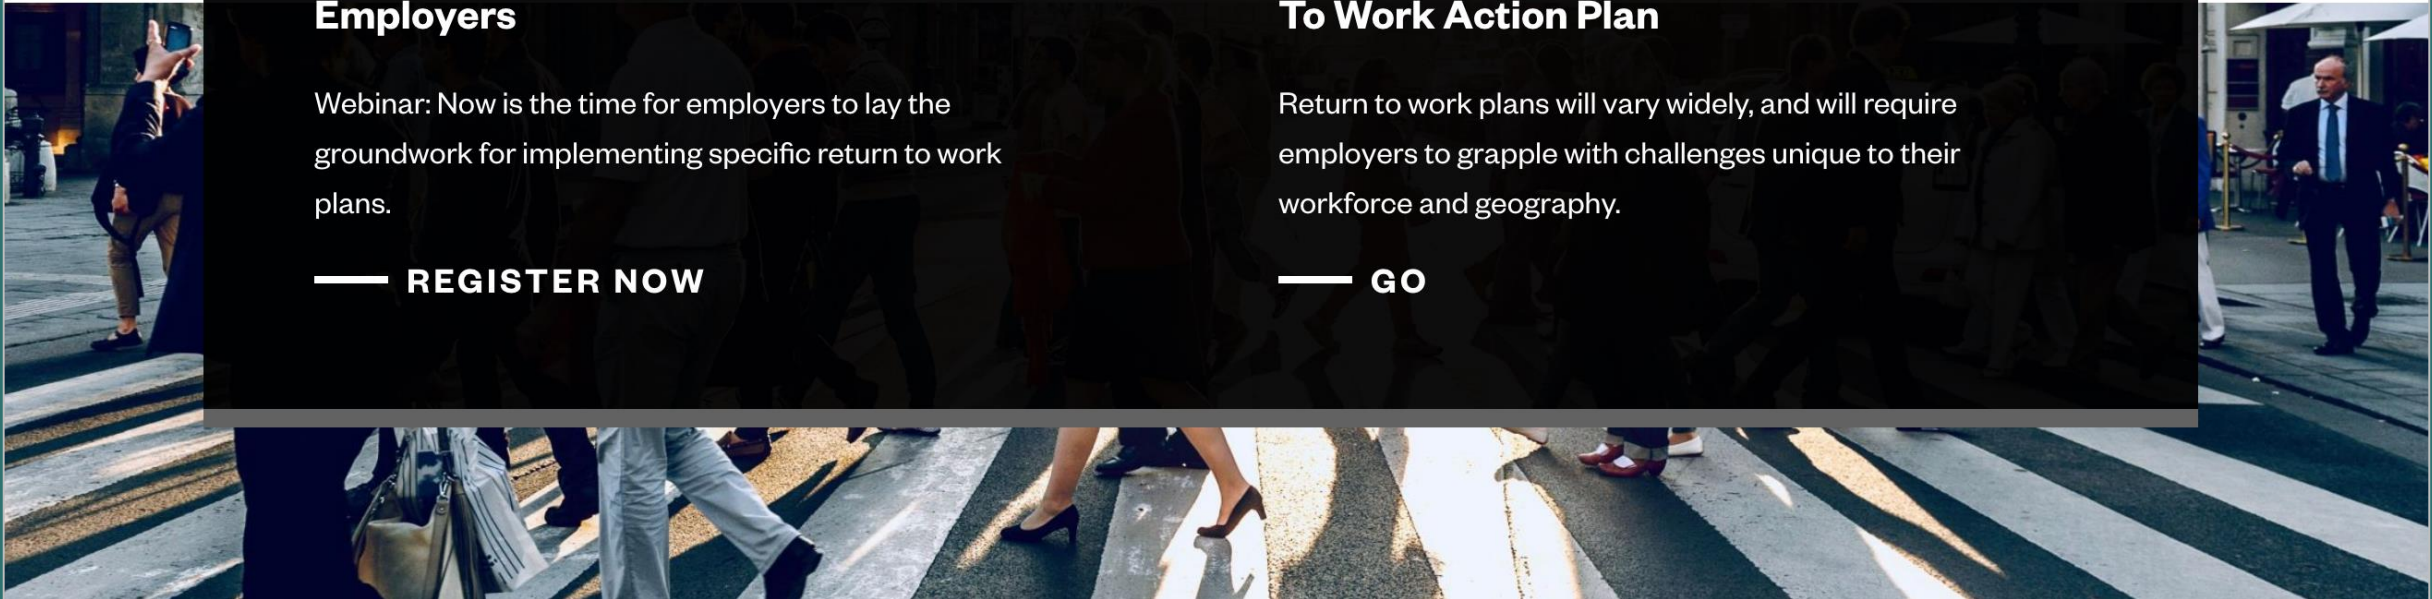 Employers
Webinar: Now is the time for employers to lay the
groundwork for implementing specific return to work
plans.
REGISTER NOW
To Work Action Plan
Return to work plans will vary widely, and will require
employers to grapple with challenges unique to their
workforce and geography.
GO